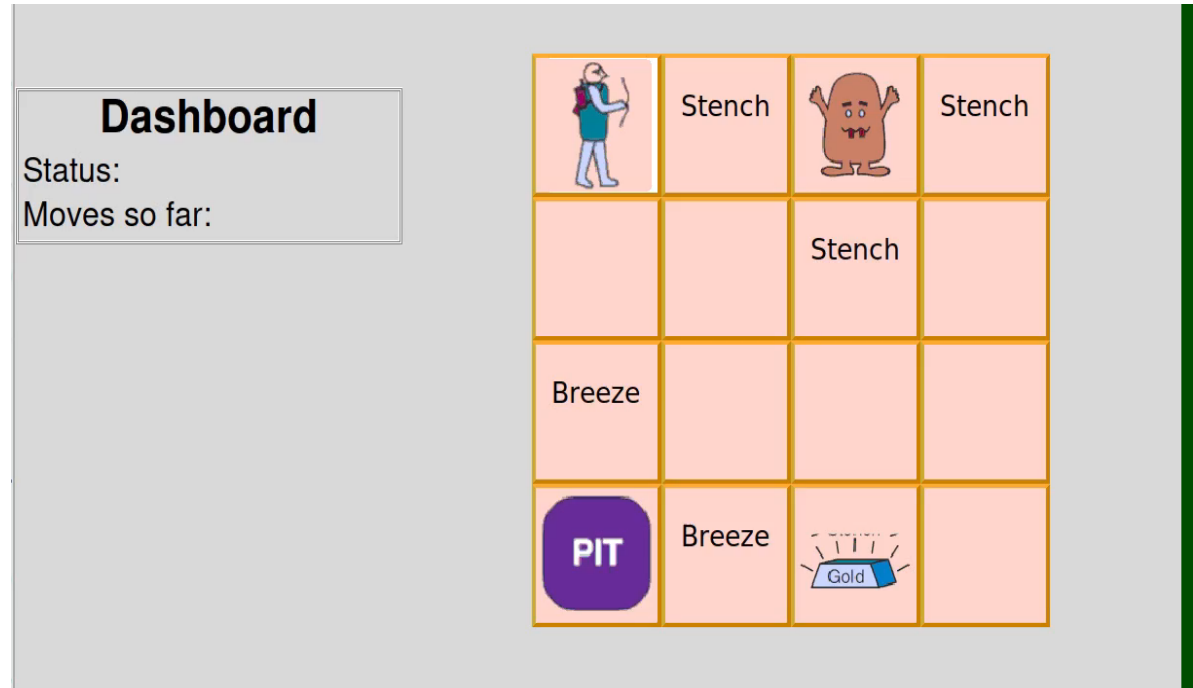 Dashboard
Status:
Moves so far:
Stench
Stench
Stench
Breeze
PIT
Breeze
Gold